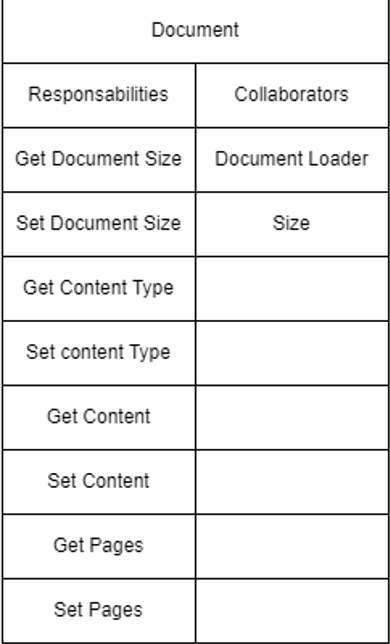 Document
Responsabilities Collaborators
Get Document Size Document Loader
Set Document Size Size
Get Content Type
Set content Type
Get Content
Set Content
Get Pages
Set Pages